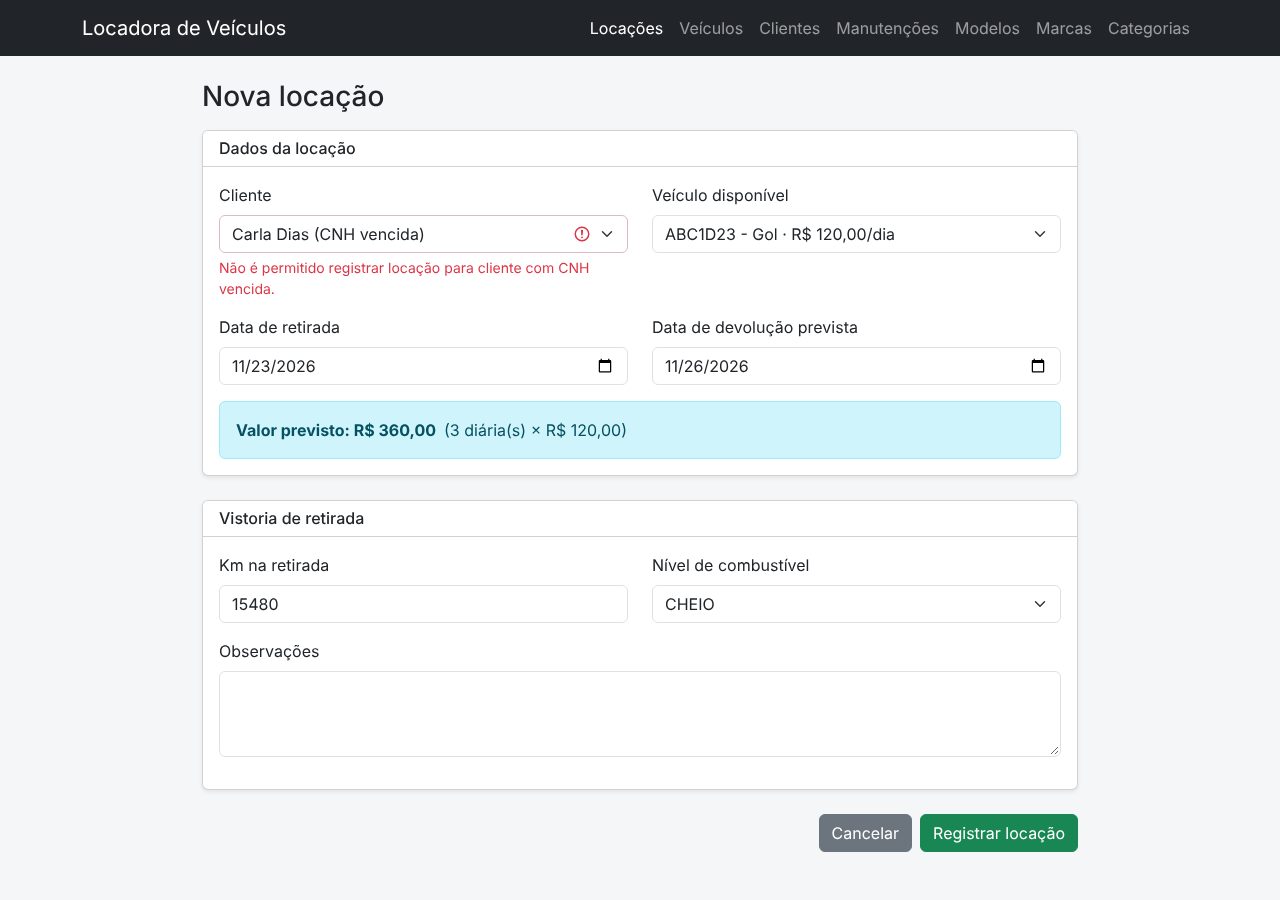 Locadora de Veículos
Locações Veículos Clientes Manutenções Modelos Marcas Categorias
Nova locação
Dados da locação
Cliente
Veículo disponível
Carla Dias (CNH vencida)
ABC1D23 - Gol · R$ 120,00/dia
Não é permitido registrar locação para cliente com CNH
vencida.
Data de retirada
Data de devolução prevista
11/23/2026
11/26/2026
Valor previsto: R$ 360,00 (3 diária(s) × R$ 120,00)
Vistoria de retirada
Km na retirada
Nível de combustível
15480
CHEIO
Observações
Cancelar
Registrar locação